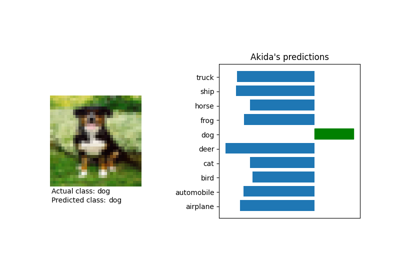 Akida's predictions
truck
ship
horse
frog
dog
deer
cat
bird
automobile
airplane
Actual class: dog
Predicted class: dog